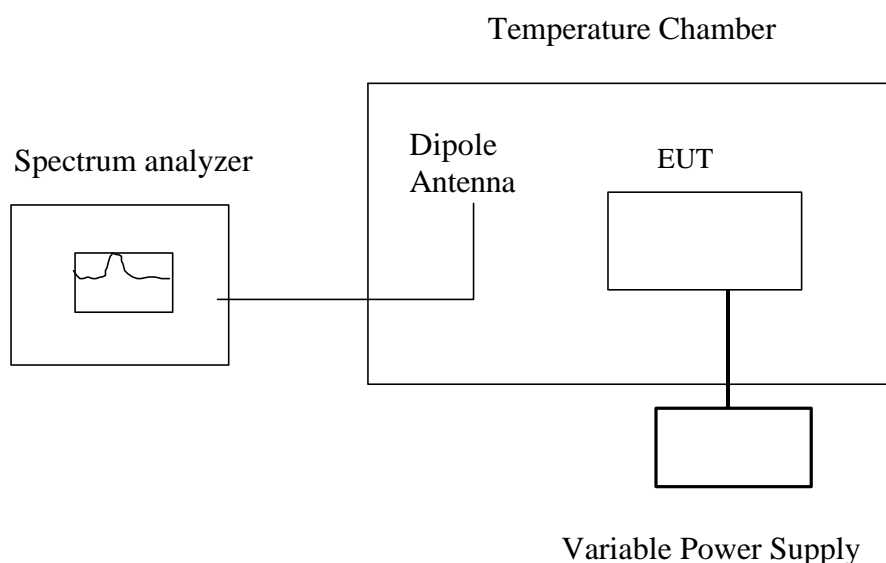 Temperature Chamber
Spectrum analyzer
Dipole
Antenna
EUT
Variable Power Supply